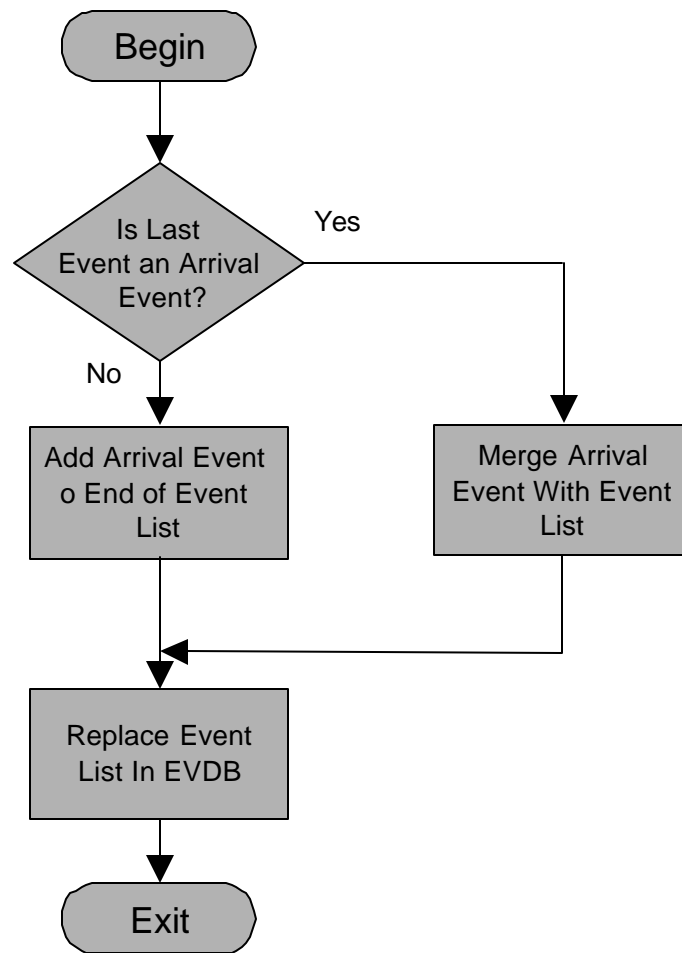 Begin
Is Last
Event an Arrival
Event?
Yes
No
Add Arrival Event
o End of Event
List
Merge Arrival
Event With Event
List
Replace Event
List In EVDB
Exit